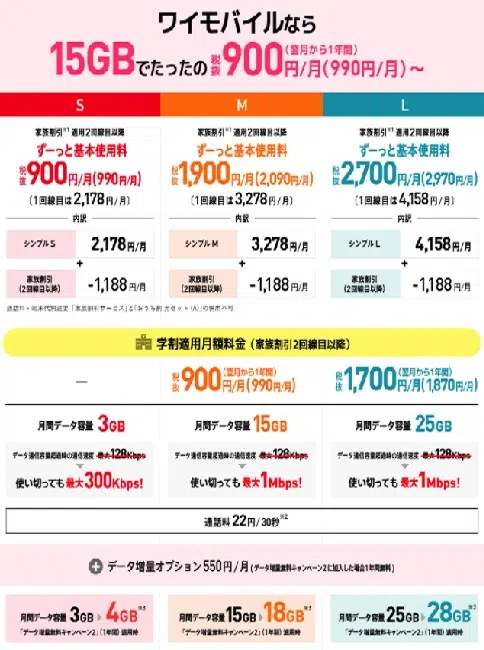 ワイモバイルなら
15GBでたったの税抜900円/月(990円/月)～
(翌月から1年間)
S M L
家族割引※1 適用2回線目以降 家族割引※1 適用2回線目以降 家族割引※1 適用2回線目以降
ずーっと基本使用料 ずーっと基本使用料 ずーっと基本使用料
税抜900円/月(990円/月) 税抜1,900円/月(2,090円/月) 税抜2,700円/月(2,970円/月)
(1回線目は2,178円/月) (1回線目は3,278円/月) (1回線目は4,158円/月)
内訳 内訳 内訳
シンプルS 2,178円/月 シンプルM 3,278円/月 シンプルL 4,158円/月
+ + +
家族割引 -1,188円/月 家族割引 -1,188円/月 家族割引 -1,188円/月
(2回線目以降) (2回線目以降) (2回線目以降)
通話料・端末代別途要「家族割引サービス」と「おうち割 光セット(A)」の併用不可
学割適用月額料金(家族割引2回線目以降)
(翌月から1年間) (翌月から1年間)
― 税抜900円/月(990円/月) 税抜1,700円/月(1,870円/月)
月間データ容量 3GB 月間データ容量 15GB 月間データ容量 25GB
データ通信容量超過時の通信速度 最大128Kbps データ通信容量超過時の通信速度 最大128Kbps データ通信容量超過時の通信速度 最大128Kbps
使い切っても最大300Kbps! 使い切っても最大1Mbps! 使い切っても最大1Mbps!
通話料 22円/30秒※2
+ データ増量オプション 550円/月(データ増量無料キャンペーン2に加入した場合1年間無料)
月間データ容量 3GB 4GB※3 月間データ容量 15GB 18GB※3 月間データ容量 25GB 28GB※3
「データ増量無料キャンペーン2」(1年間)適用時 「データ増量無料キャンペーン2」(1年間)適用時 「データ増量無料キャンペーン2」(1年間)適用時